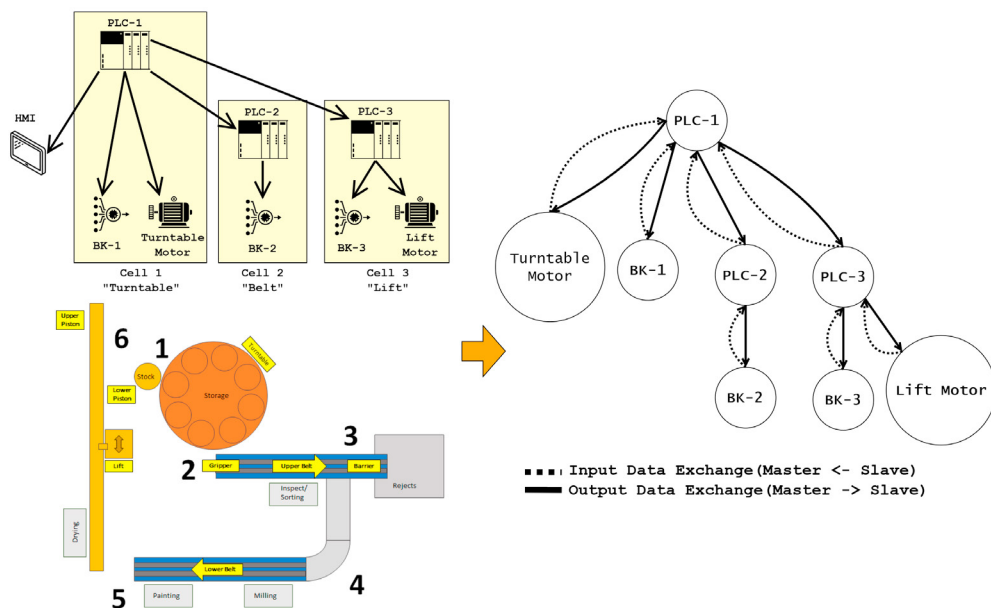 PLC-1
HMI
PLC-2
PLC-3
BK-1
Turntable
Motor
BK-2
BK-3
Lift
Motor
Cell 1
"Turntable"
Cell 2
"Belt"
Cell 3
"Lift"
Upper
Piston
6
1
Stock
Lower
Piston
Turntable
Storage
Lift
2
3
Gripper
Upper Belt
Barrier
Inspect/
Sorting
Rejects
Drying
Lower Belt
4
5
Painting
Milling
PLC-1
Turntable
Motor
BK-1
PLC-2
PLC-3
BK-2
BK-3
Lift Motor
Input Data Exchange(Master <- Slave)
Output Data Exchange(Master -> Slave)